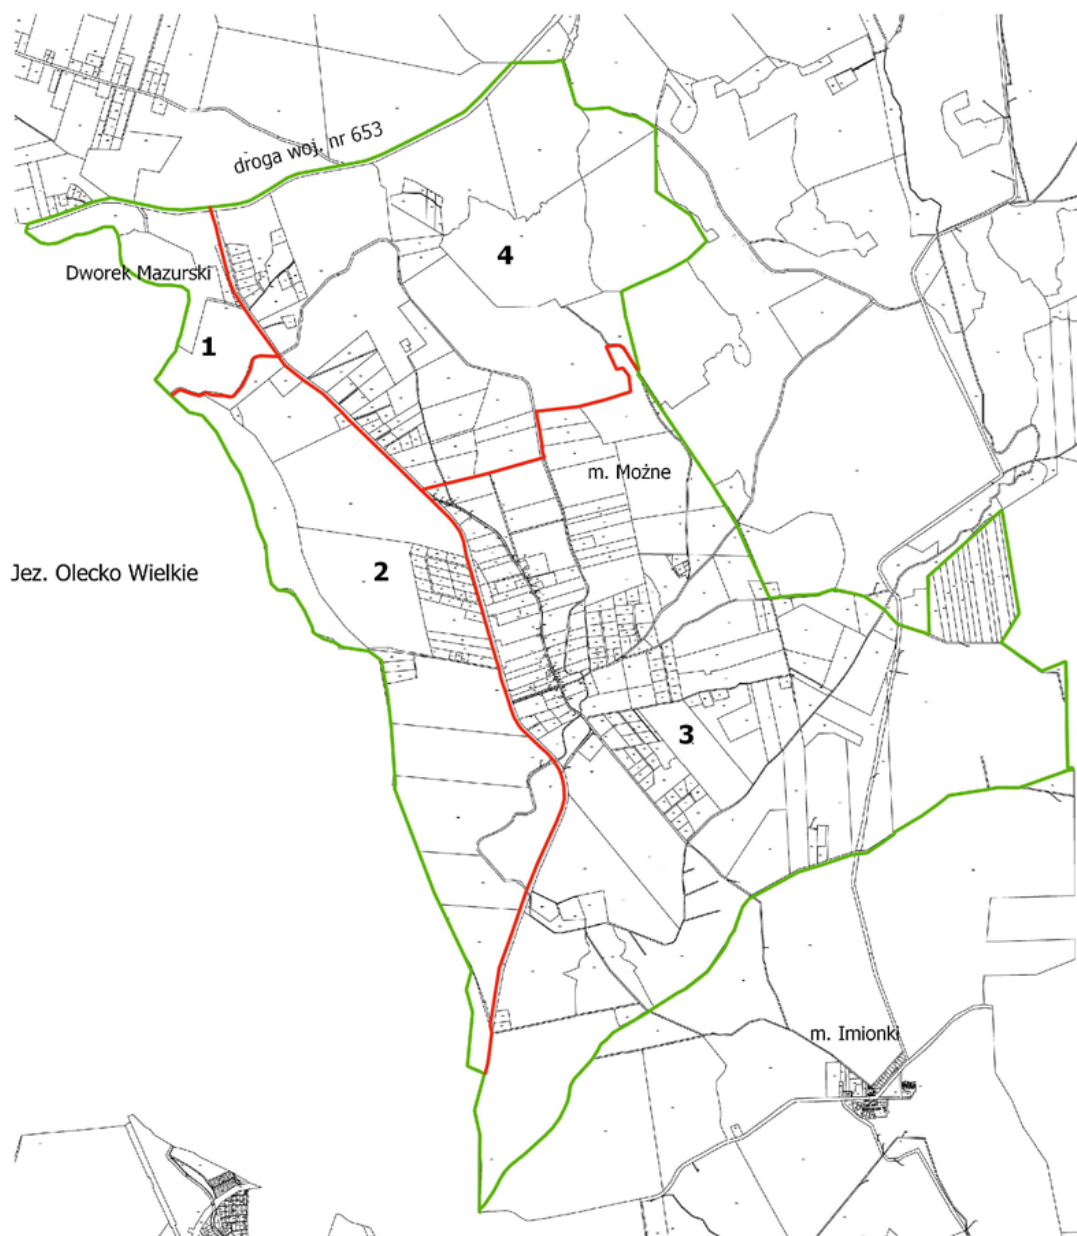 droga woj. nr 653
4
Dworek Mazurski
1
m. Możne
Jez. Olecko Wielkie
2
3
m. Imionki